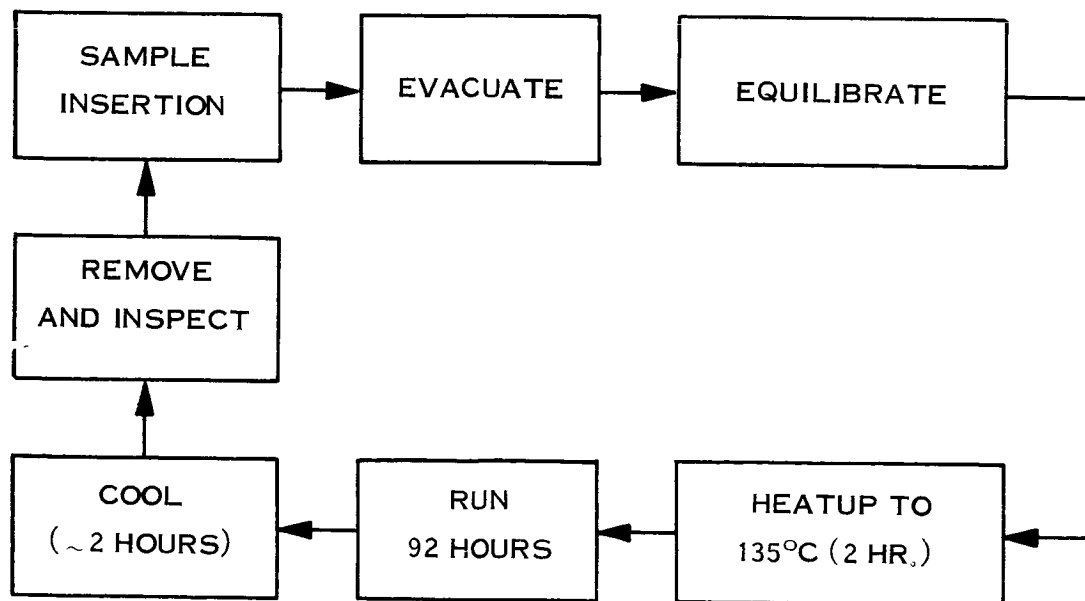 SAMPLE
INSERTION
EVACUATE
EQUILIBRATE
HEATUP TO
135°C (2 HR.)
RUN
92 HOURS
COOL
(~2 HOURS)
REMOVE
AND INSPECT